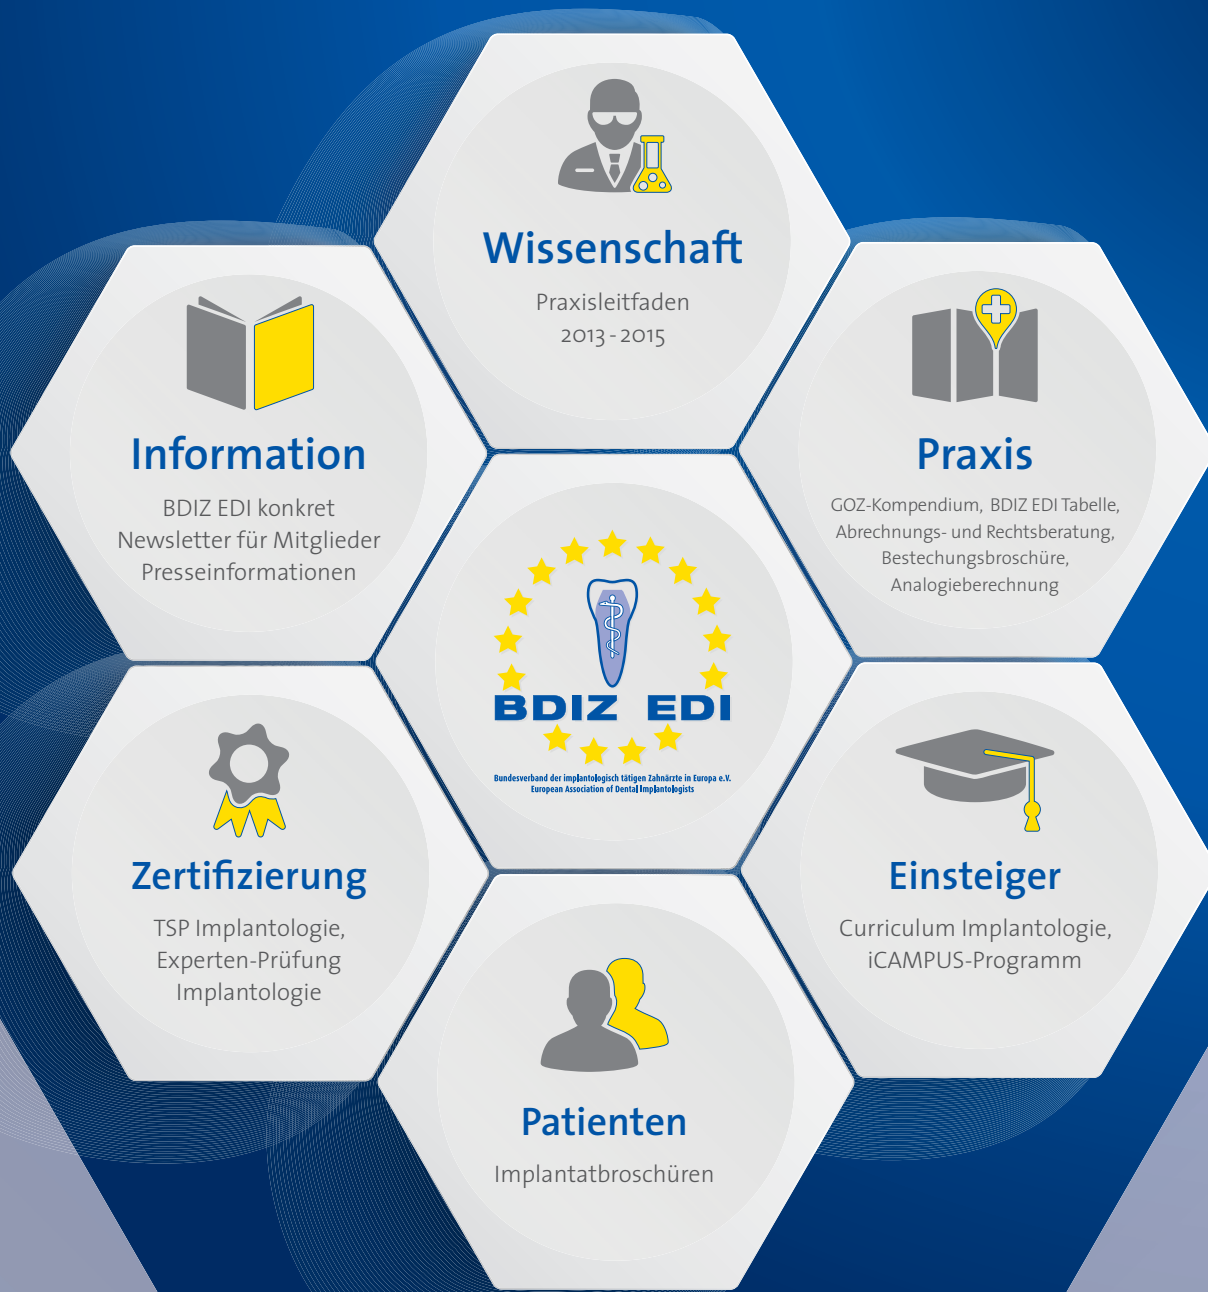 Wissenschaft
Praxisleitfaden
2013 - 2015
Information
BDIZ EDI konkret
Newsletter für Mitglieder
Presseinformationen
Praxis
GOZ-Kompendium, BDIZ EDI Tabelle,
Abrechnungs- und Rechtsberatung,
Bestechungsbroschüre,
Analogieberechnung
BDIZ EDI
Bundesverband der implantologisch tätigen Zahnärzte in Europa e.V.
European Association of Dental Implantologists
Zertifizierung
TSP Implantologie,
Experten-Prüfung
Implantologie
Einsteiger
Curriculum Implantologie,
iCAMPUS-Programm
Patienten
Implantatbroschüren